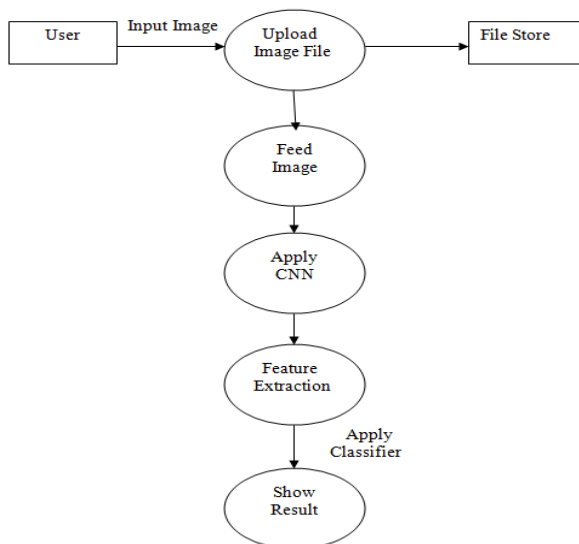 User
Input Image
Upload
Image File
File Store
Feed
Image
Apply
CNN
Feature
Extraction
Apply
Classifier
Show
Result